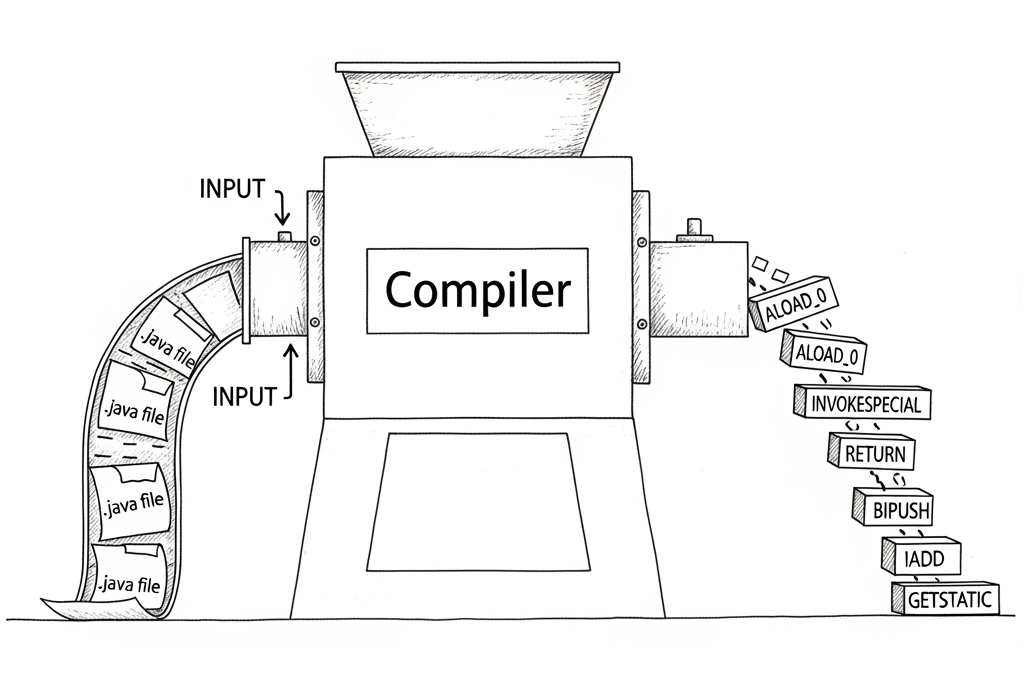 INPUT
Compiler
INPUT
.java file
.java file
.java file
.java file
ALOAD_0
ALOAD_0
INVOKESPECIAL
RETURN
BIPUSH
IADD
GETSTATIC